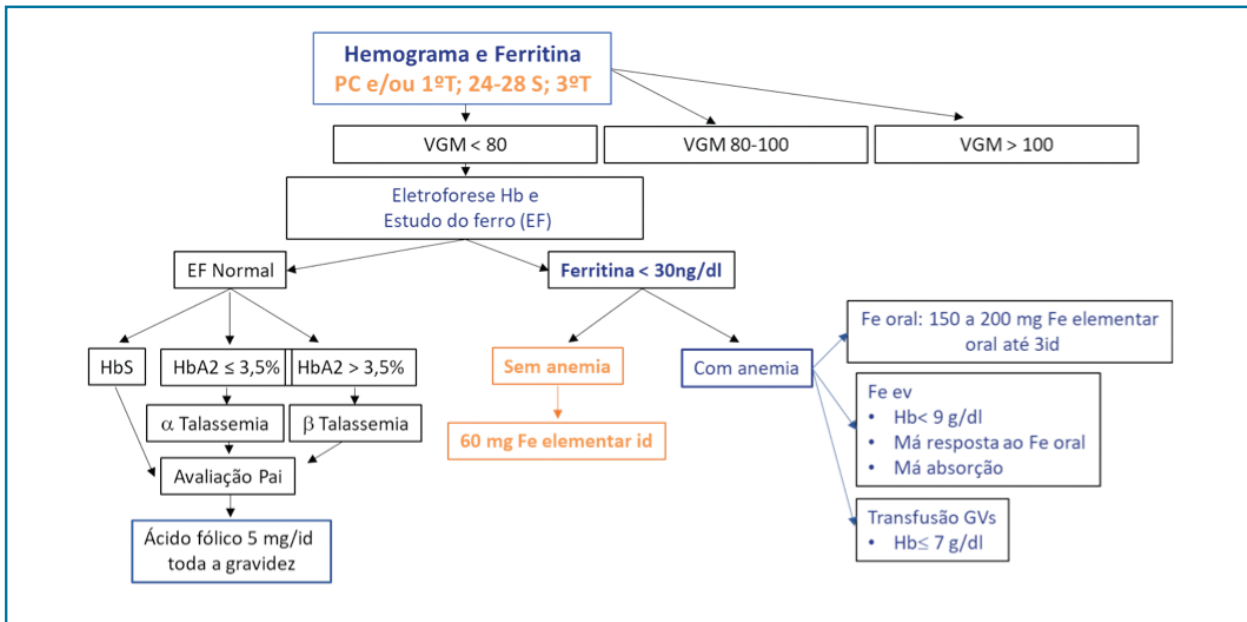 Hemograma e Ferritina
PC e/ou 1ºT; 24-28 S; 3ºT
VGM < 80
VGM 80-100
VGM > 100
Eletroforese Hb e
Estudo do ferro (EF)
EF Normal
Ferritina < 30ng/dl
HbS
HbA2 ≤ 3,5%
HbA2 > 3,5%
α Talassemia
β Talassemia
Avaliação Pai
Ácido fólico 5 mg/id
toda a gravidez
Sem anemia
60 mg Fe elementar id
Com anemia
Fe oral: 150 a 200 mg Fe elementar
oral até 3id
Fe ev
• Hb< 9 g/dl
• Má resposta ao Fe oral
• Má absorção
Transfusão GVs
• Hb≤ 7 g/dl